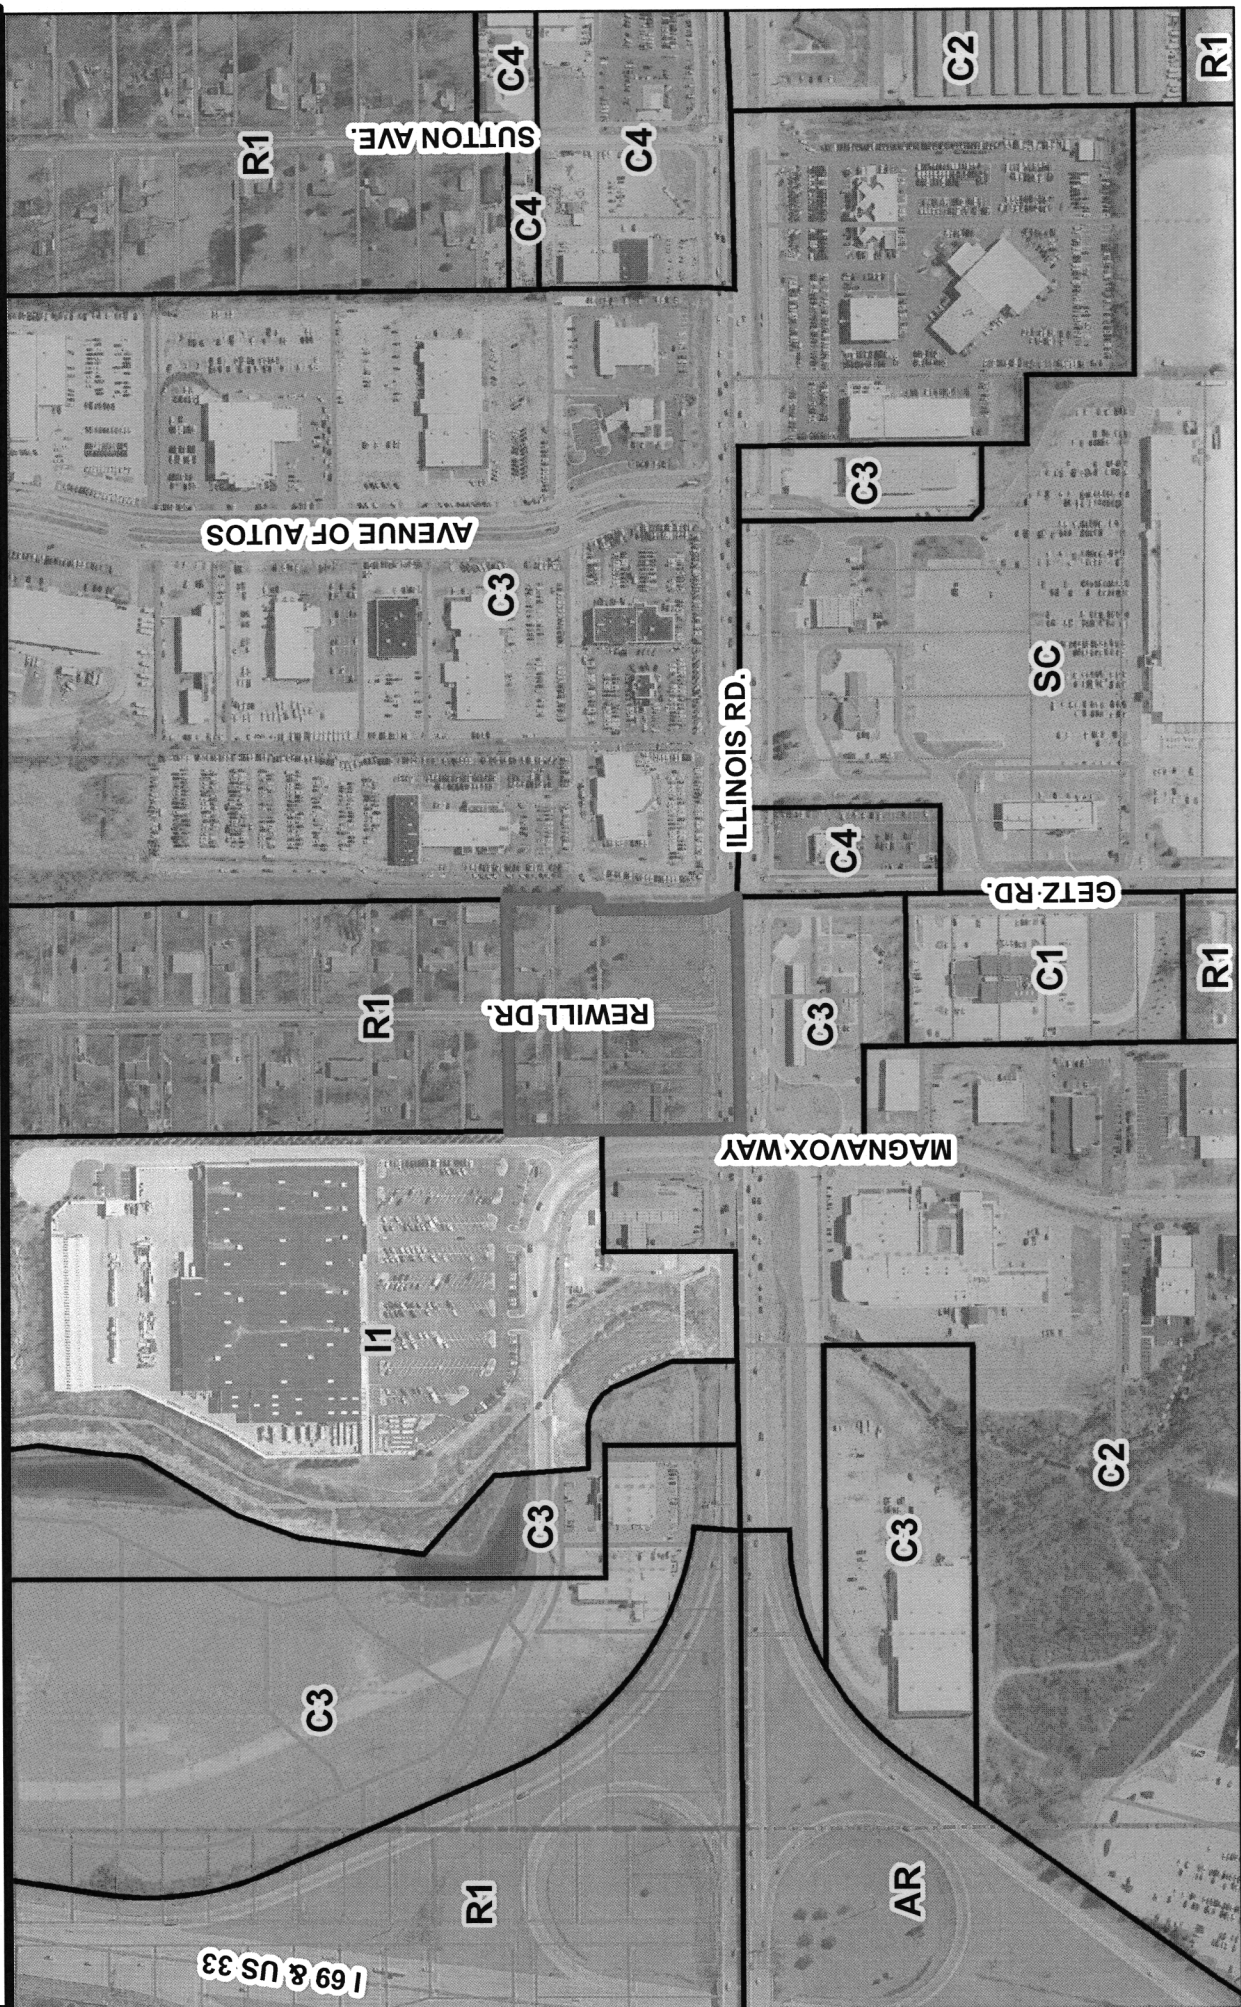 C4
C2
R1
SUTTON AVE.
R1
C4
C4
C3
AVENUE OF AUTOS
C3
SC
ILLINOIS RD.
C4
GETZ RD.
R1
REWILL DR.
C3
C1
R1
MAGNAVOX WAY
I1
C2
C3
C3
C3
R1
AR
I 69 & US 33